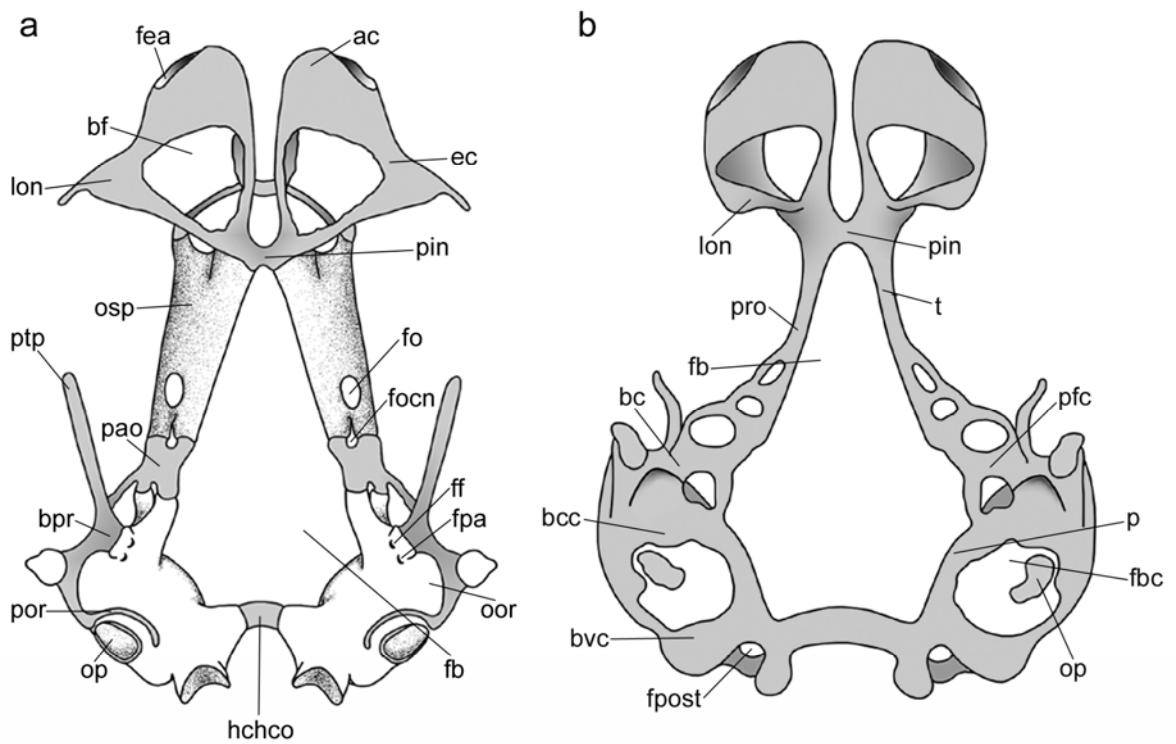 a
fea
ac
bf
ec
lon
pin
osp
ptp
fo
focn
pao
ff
fpa
bpr
por
oor
op
fb
hchco
b
lon
pin
pro
t
fb
bc
pfc
bcc
p
fbc
bvc
op
fpost